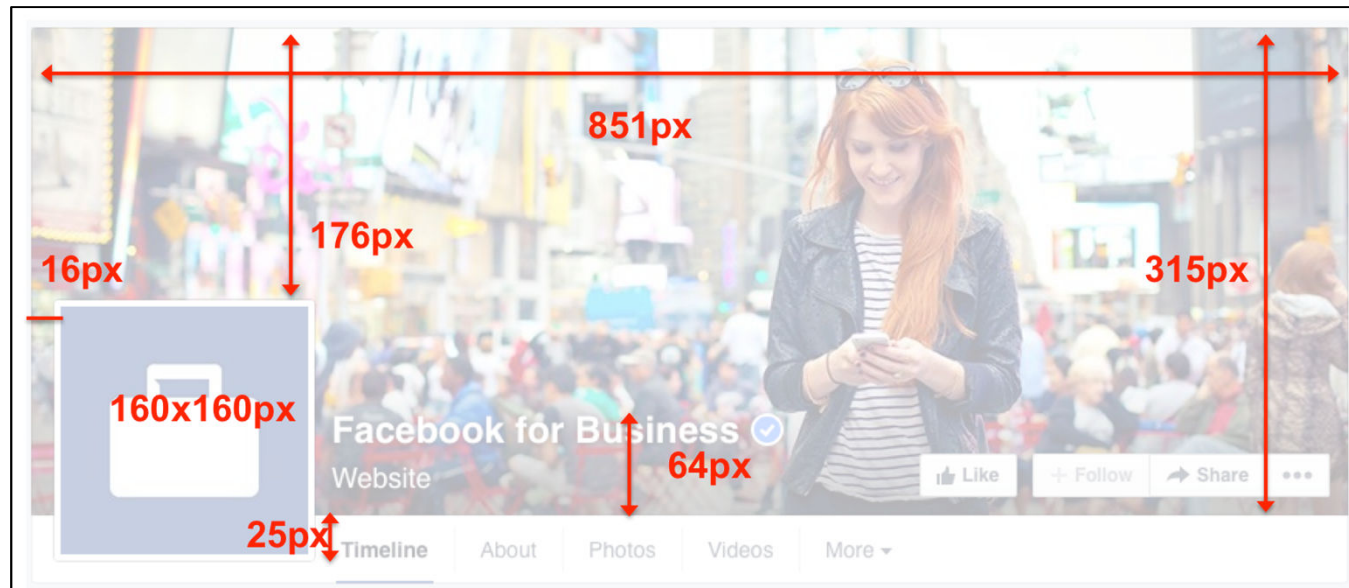 851px
176px
16px
315px
160x160px
Facebook for Business
64px
Website
Like
Follow
Share
25px
Timeline
About
Photos
Videos
More